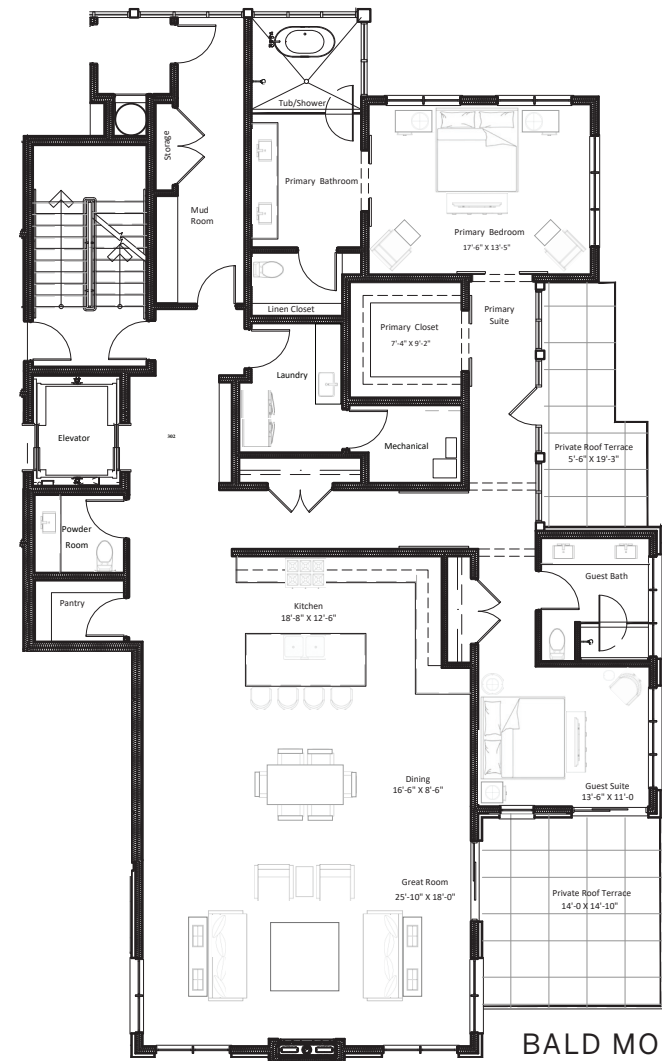 Tub/Shower
Storage
Primary Bathroom
Mud
Room
Primary Bedroom
17'-6" X 13'-5"
Linen Closet
Primary Closet
7'-4" X 9'-2"
Primary
Suite
Laundry
Elevator
302
Mechanical
Private Roof Terrace
5'-6" X 19'-3"
Powder
Room
Guest Bath
Pantry
Kitchen
18'-8" X 12'-6"
Dining
16'-6" X 8'-6"
Guest Suite
13'-6" X 11'-0
Great Room
25'-10" X 18'-0"
Private Roof Terrace
14'-0 X 14'-10"
BALD MO